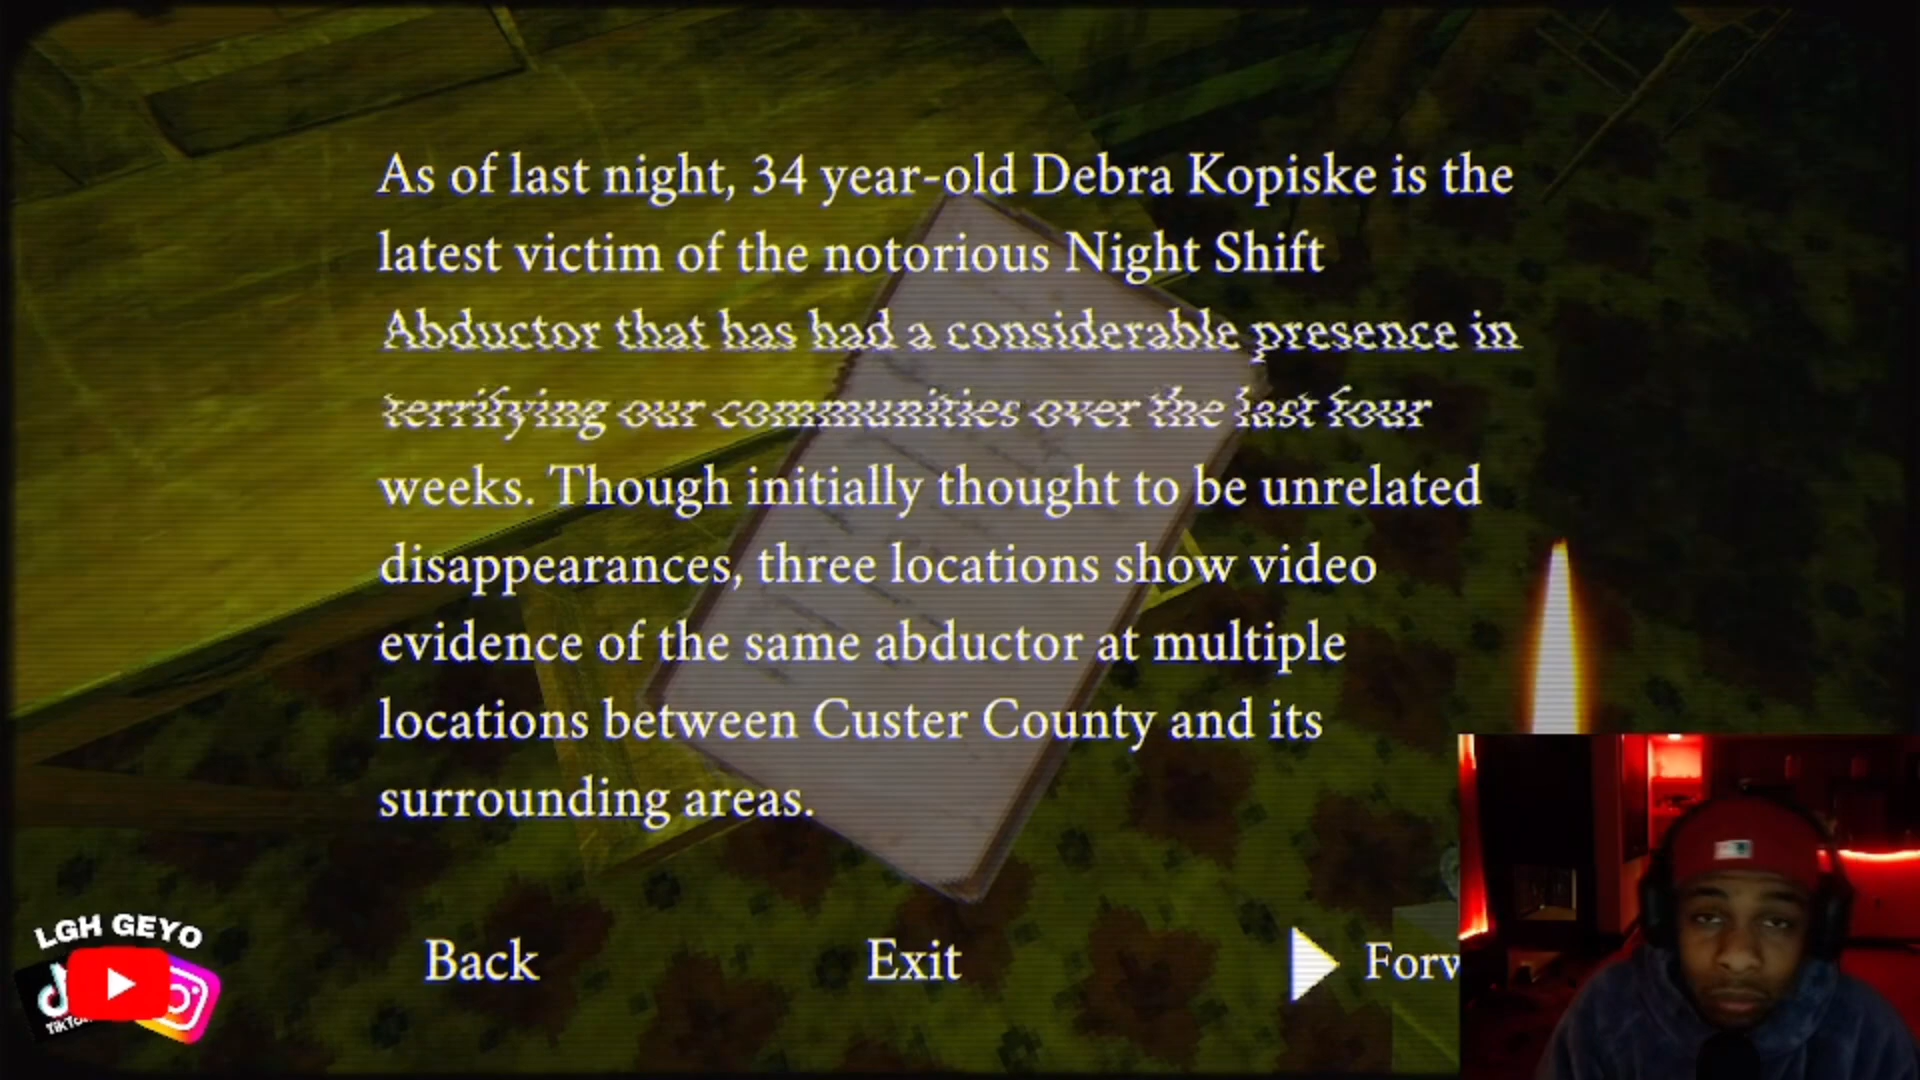 As of last night, 34 year-old Debra Kopiske is the
latest victim of the notorious Night Shift
Abductor that has had a considerable presence in
terrifying our communities over the last four
weeks. Though initially thought to be unrelated
disappearances, three locations show video
evidence of the same abductor at multiple
locations between Custer County and its
surrounding areas.
Back Exit Forw
LGH GEYO
TikTo